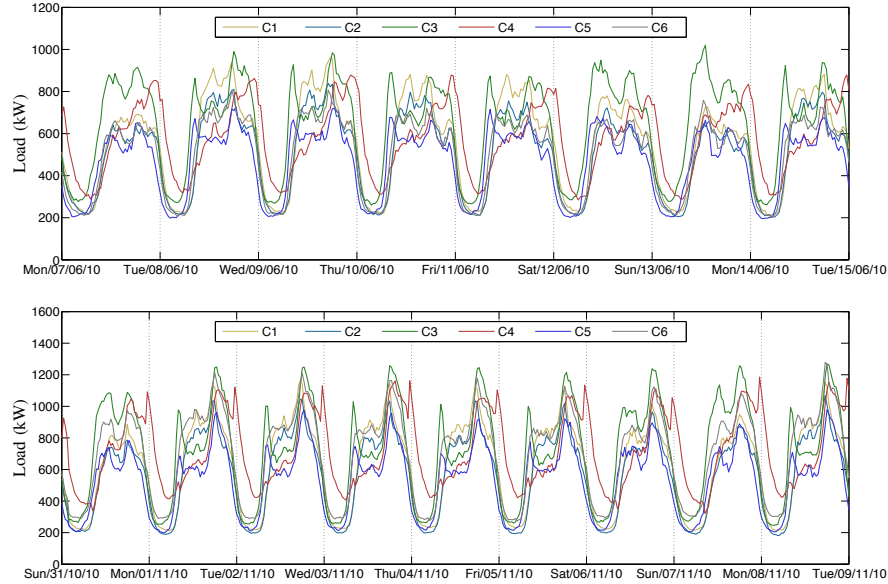 1200
1000
800
600
400
200
0
Load (kW)
C1 C2 C3 C4 C5 C6
Mon/07/06/10 Tue/08/06/10 Wed/09/06/10 Thu/10/06/10 Fri/11/06/10 Sat/12/06/10 Sun/13/06/10 Mon/14/06/10 Tue/15/06/10
1600
1400
1200
1000
800
600
400
200
0
Load (kW)
C1 C2 C3 C4 C5 C6
Sun/31/10/10 Mon/01/11/10 Tue/02/11/10 Wed/03/11/10 Thu/04/11/10 Fri/05/11/10 Sat/06/11/10 Sun/07/11/10 Mon/08/11/10 Tue/09/11/10